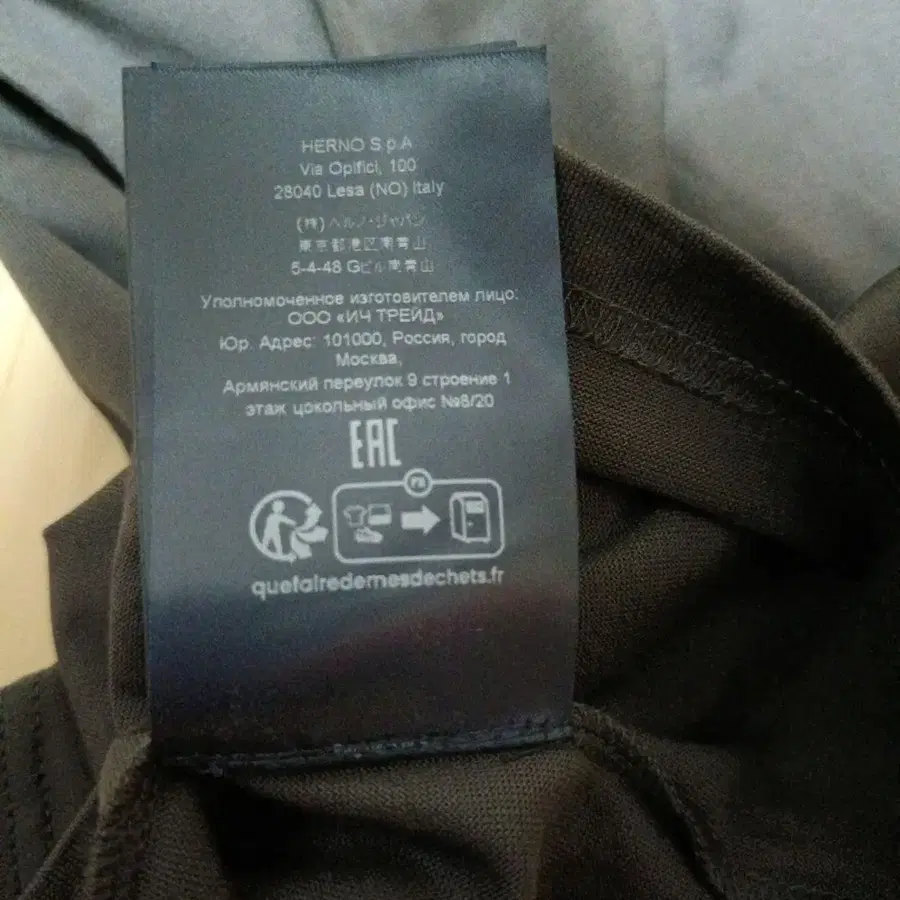 HERNO S.p.A
Via Opifici, 100
28040 Lesa (NO) Italy
(株) ヘルノ・ジャパン
東京都港区南青山
5-4-48 Gビル南青山
Уполномоченное изготовителем лицо:
ООО «ИЧ ТРЕЙД»
Юр. Адрес: 101000, Россия, город
Москва,
Армянский переулок 9 строение 1
этаж цокольный офис №8/20
EAC
FR
quefairedemesdechets.fr